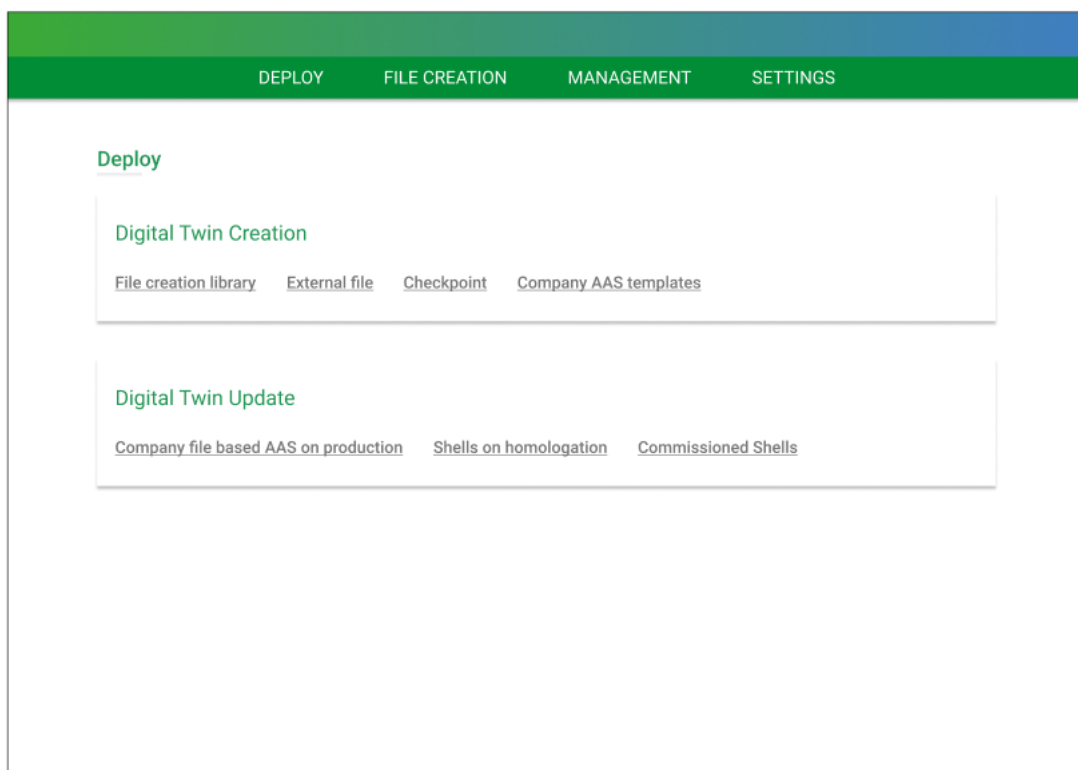 DEPLOY FILE CREATION MANAGEMENT SETTINGS
Deploy
Digital Twin Creation
File creation library External file Checkpoint Company AAS templates
Digital Twin Update
Company file based AAS on production Shells on homologation Commissioned Shells